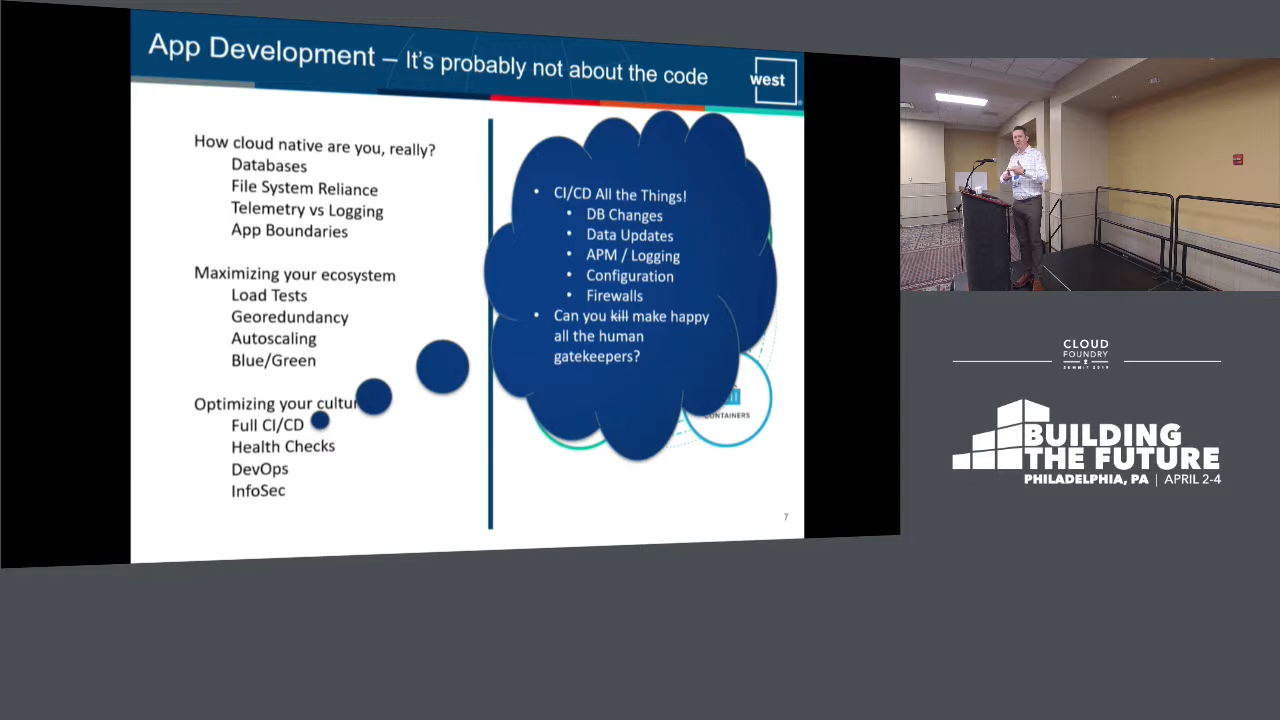 App Development – It's probably not about the code
west
How cloud native are you, really?
Databases
File System Reliance
Telemetry vs Logging
App Boundaries
Maximizing your ecosystem
Load Tests
Georedundancy
Autoscaling
Blue/Green
Optimizing your cultur
Full CI/CD
Health Checks
DevOps
InfoSec
• CI/CD All the Things!
• DB Changes
• Data Updates
• APM / Logging
• Configuration
• Firewalls
• Can you kill make happy
all the human
gatekeepers?
CONTAINERS
7
CLOUD
FOUNDRY
SUMMIT 2019
BUILDING
THE FUTURE
PHILADELPHIA, PA | APRIL 2-4